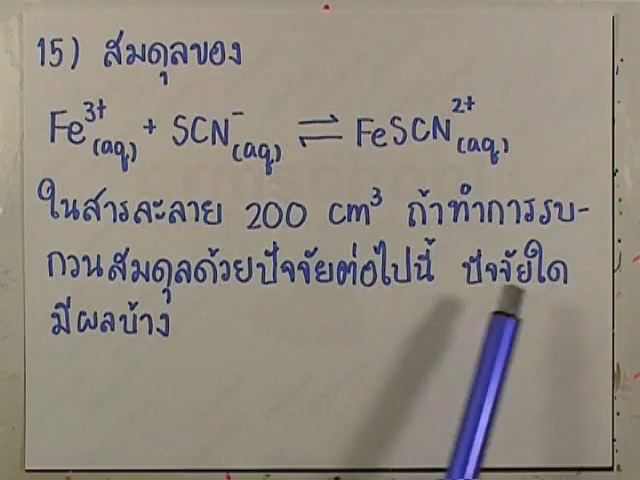 15) สมดุลของ
Fe³⁺(aq) + SCN⁻(aq) ⇌ FeSCN²⁺(aq)
ในสารละลาย 200 cm³ ถ้าทำการรบ-
กวนสมดุลด้วยปัจจัยต่อไปนี้ ปัจจัยใด
มีผลบ้าง